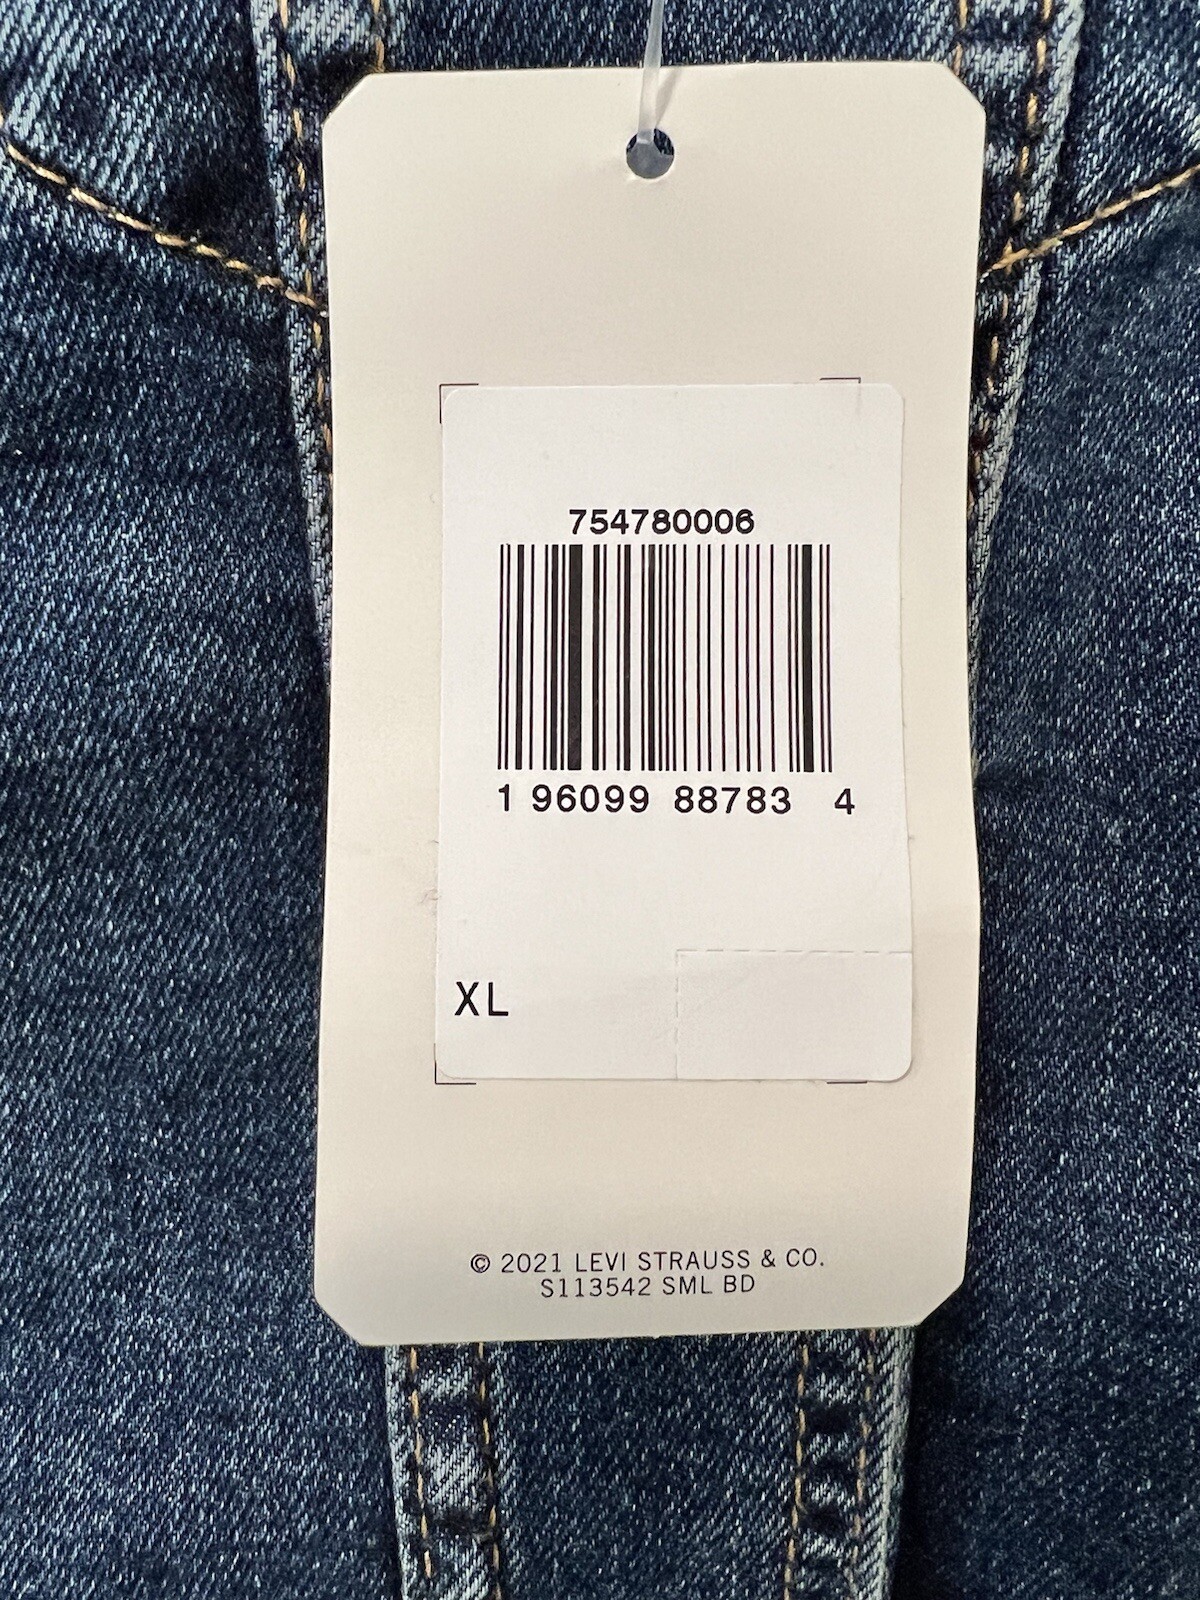 754780006
1 96099 88783 4
XL
© 2021 LEVI STRAUSS & CO.
S113542 SML BD